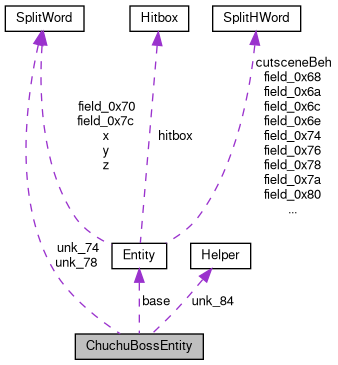 SplitWord
Hitbox
SplitHWord
cutsceneBeh
field_0x68
field_0x6a
field_0x6c
field_0x6e
field_0x74
field_0x76
field_0x78
field_0x7a
field_0x80
...
field_0x70
field_0x7c
x
y
z
hitbox
unk_74
unk_78
Entity
Helper
base
unk_84
ChuchuBossEntity